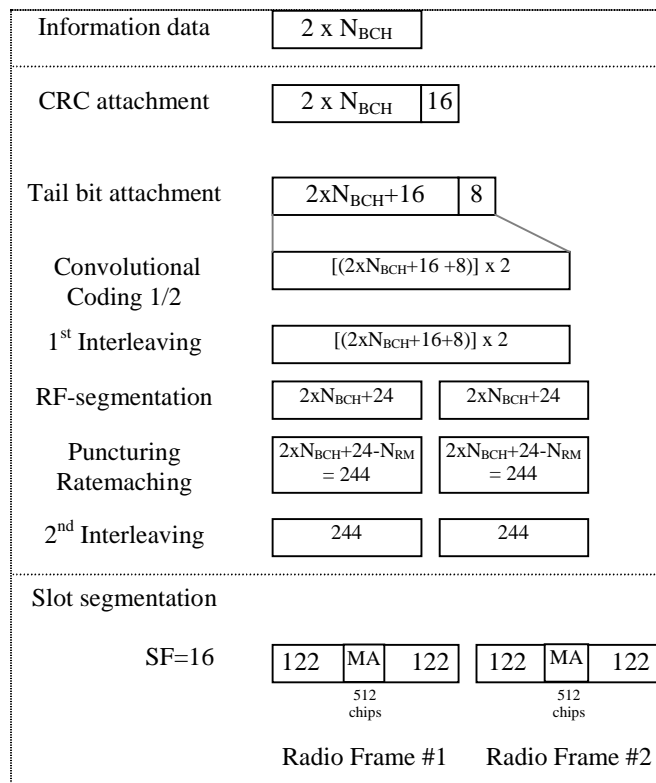 Information data 2 x NBCH
CRC attachment 2 x NBCH 16
Tail bit attachment 2xNBCH+16 8
Convolutional
Coding 1/2
[(2xNBCH+16 +8)] x 2
1st Interleaving [(2xNBCH+16+8)] x 2
RF-segmentation 2xNBCH+24 2xNBCH+24
Puncturing
Ratemaching
2xNBCH+24-NRM
= 244
2xNBCH+24-NRM
= 244
2nd Interleaving 244 244
Slot segmentation
SF=16 122 MA 122 122 MA 122
512
chips
512
chips
Radio Frame #1 Radio Frame #2